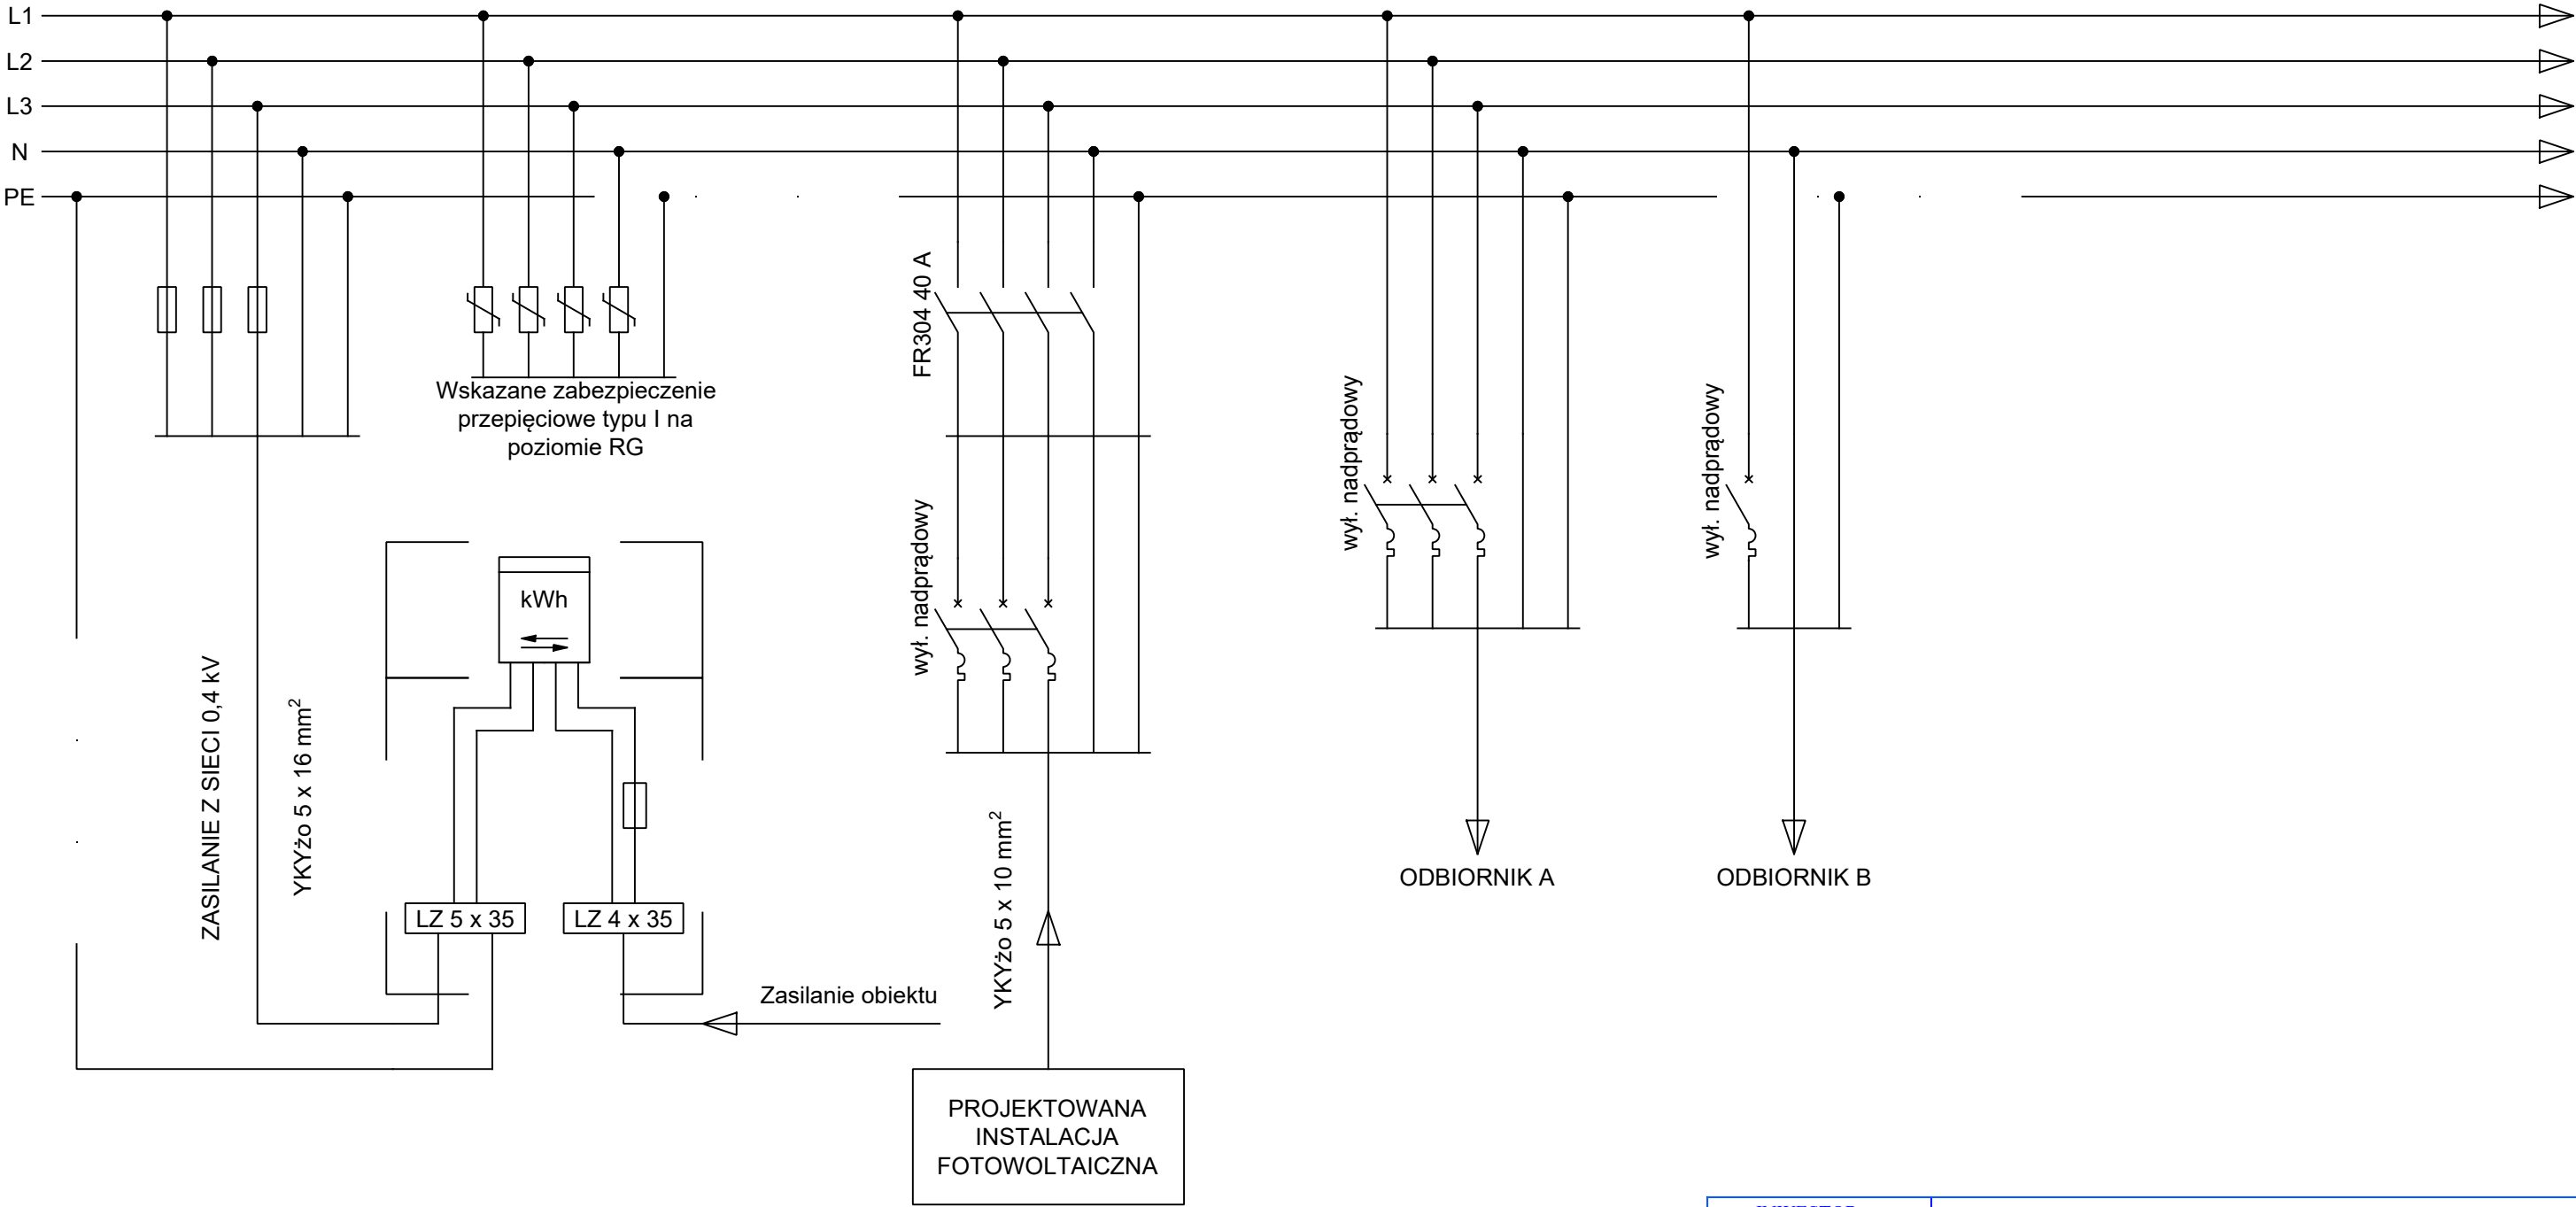 L1
L2
L3
N
PE
FR304 40 A
Wskazane zabezpieczenie
przepięciowe typu I na
poziomie RG
wył. nadprądowy
wył. nadprądowy
wył. nadprądowy
kWh
ZASILANIE Z SIECI 0,4 kV
YKYżo 5 x 16 mm²
YKYżo 5 x 10 mm²
ODBIORNIK A
ODBIORNIK B
LZ 5 x 35
LZ 4 x 35
Zasilanie obiektu
PROJEKTOWANA
INSTALACJA
FOTOWOLTAICZNA